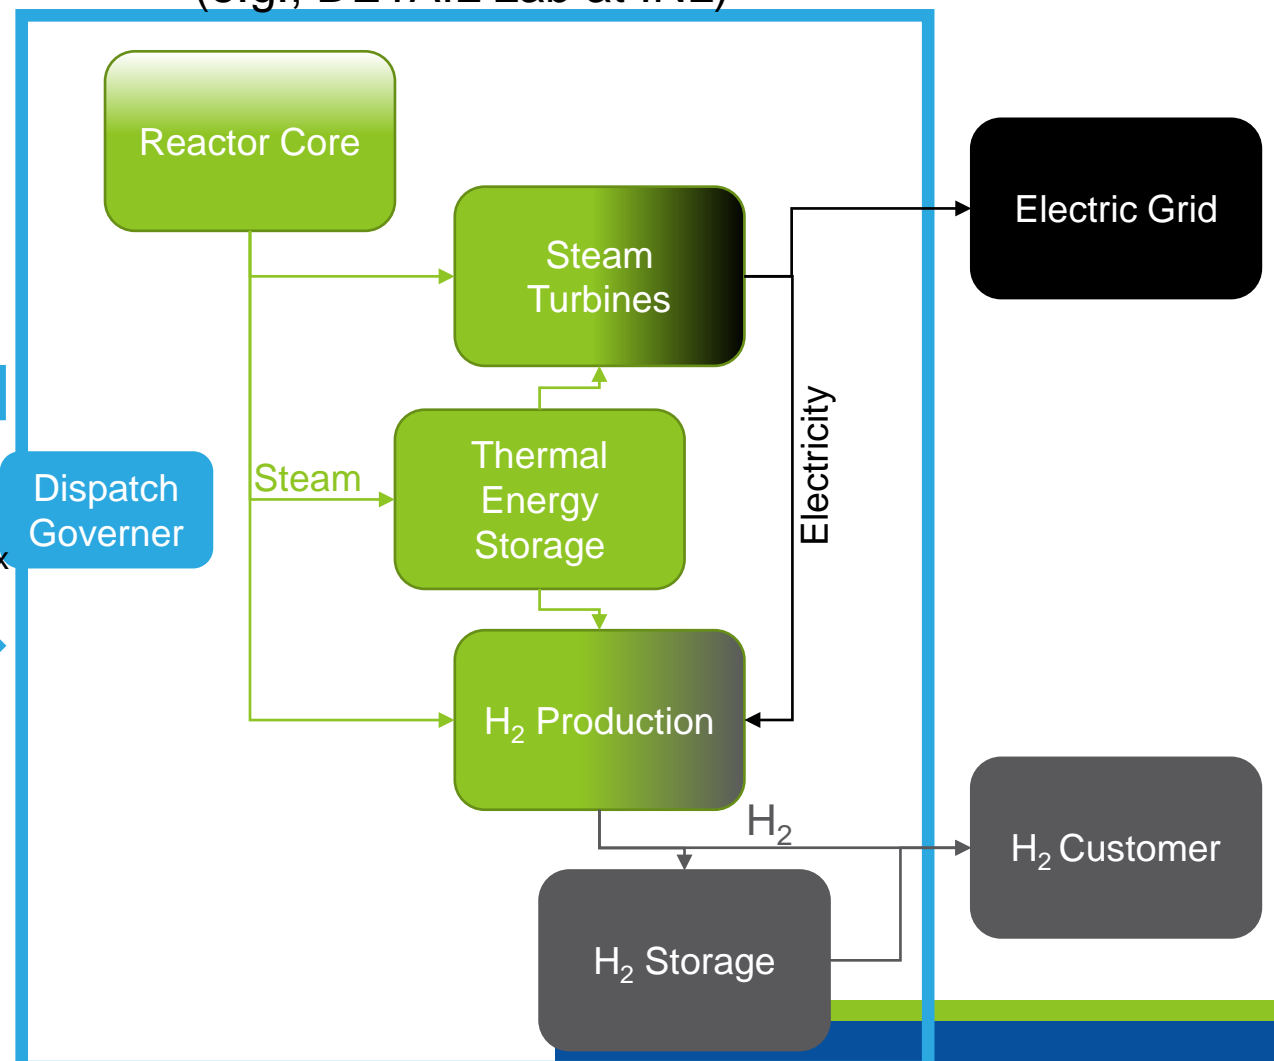 Reactor Core
Electric Grid
Steam
Turbines
Electricity
Thermal
Energy
Storage
Steam
Dispatch
Governer
x
H₂ Production
H₂
H₂ Customer
H₂ Storage